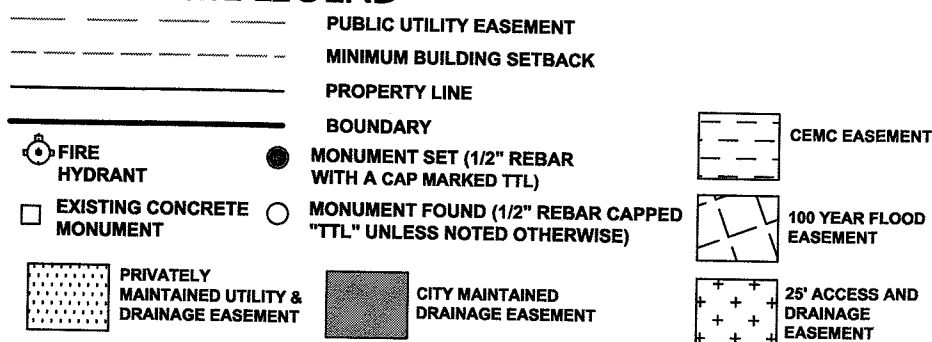 LEGEND
PUBLIC UTILITY EASEMENT
MINIMUM BUILDING SETBACK
PROPERTY LINE
BOUNDARY
FIRE
HYDRANT
MONUMENT SET (1/2" REBAR
WITH A CAP MARKED TTL)
EXISTING CONCRETE
MONUMENT
MONUMENT FOUND (1/2" REBAR CAPPED
"TTL" UNLESS NOTED OTHERWISE)
PRIVATELY
MAINTAINED UTILITY &
DRAINAGE EASEMENT
CITY MAINTAINED
DRAINAGE EASEMENT
CEMC EASEMENT
100 YEAR FLOOD
EASEMENT
25' ACCESS AND
DRAINAGE
EASEMENT